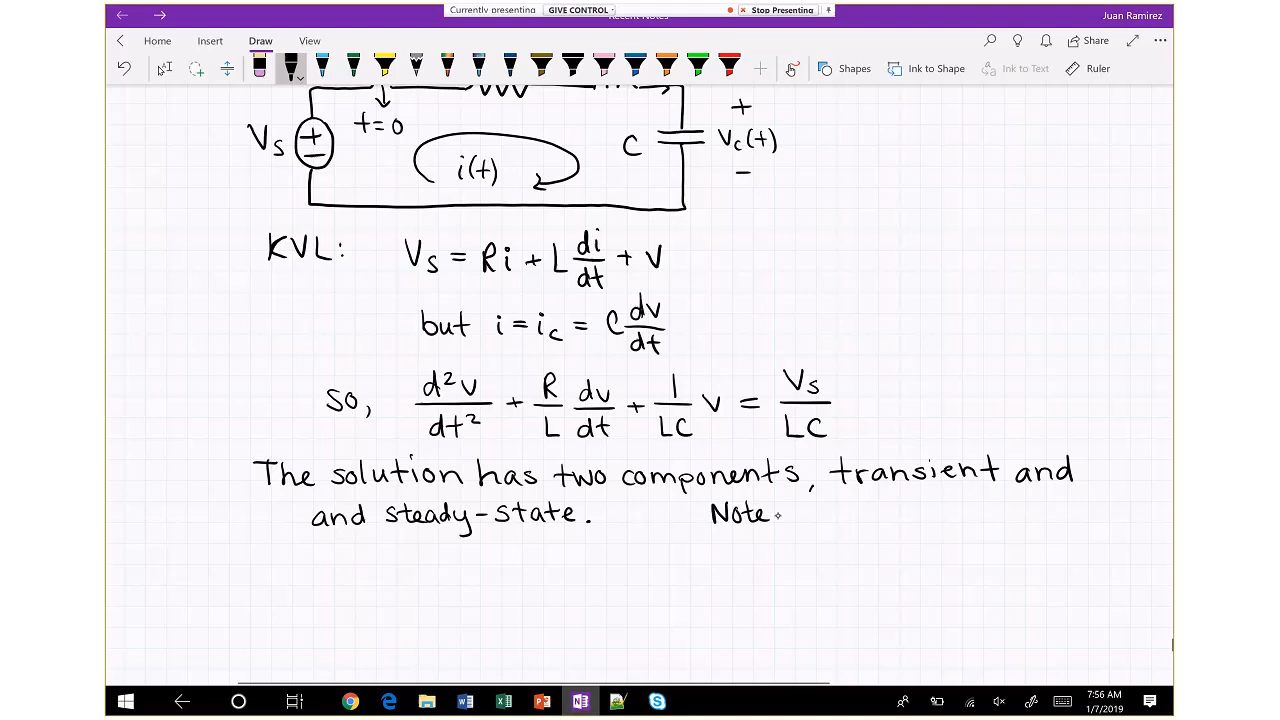 Currently presenting GIVE CONTROL Stop Presenting
Recent Notes Juan Ramirez
Home Insert Draw View Share
Shapes Ink to Shape Ink to Text Ruler
t=0
Vs + −
i(t)
C
+
Vc(t)
−
KVL: Vs = Ri + L di/dt + v
but i = ic = C dv/dt
so, d²v/dt² + R/L dv/dt + 1/LC v = Vs/LC
The solution has two components, transient and
and steady-state. Note
7:56 AM
1/7/2019